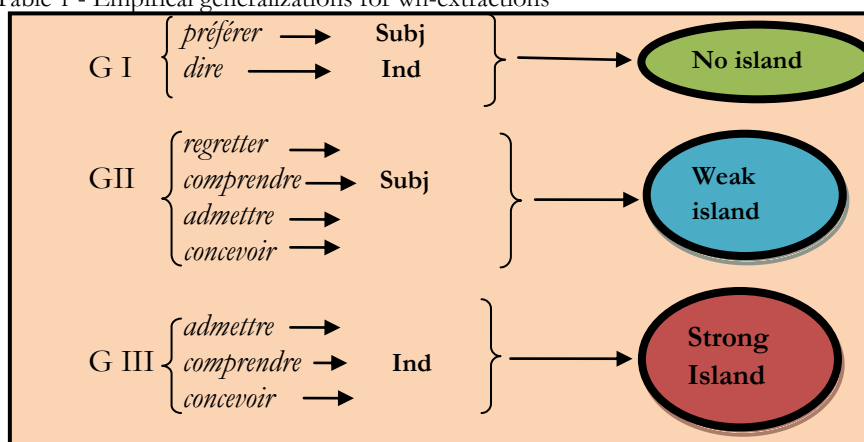 Table 1 - Empirical generalizations for wh-extractions
G I
préférer Subj
dire Ind
No island
GII
regretter
comprendre Subj
admettre
concevoir
Weak
island
G III
admettre
comprendre Ind
concevoir
Strong
Island